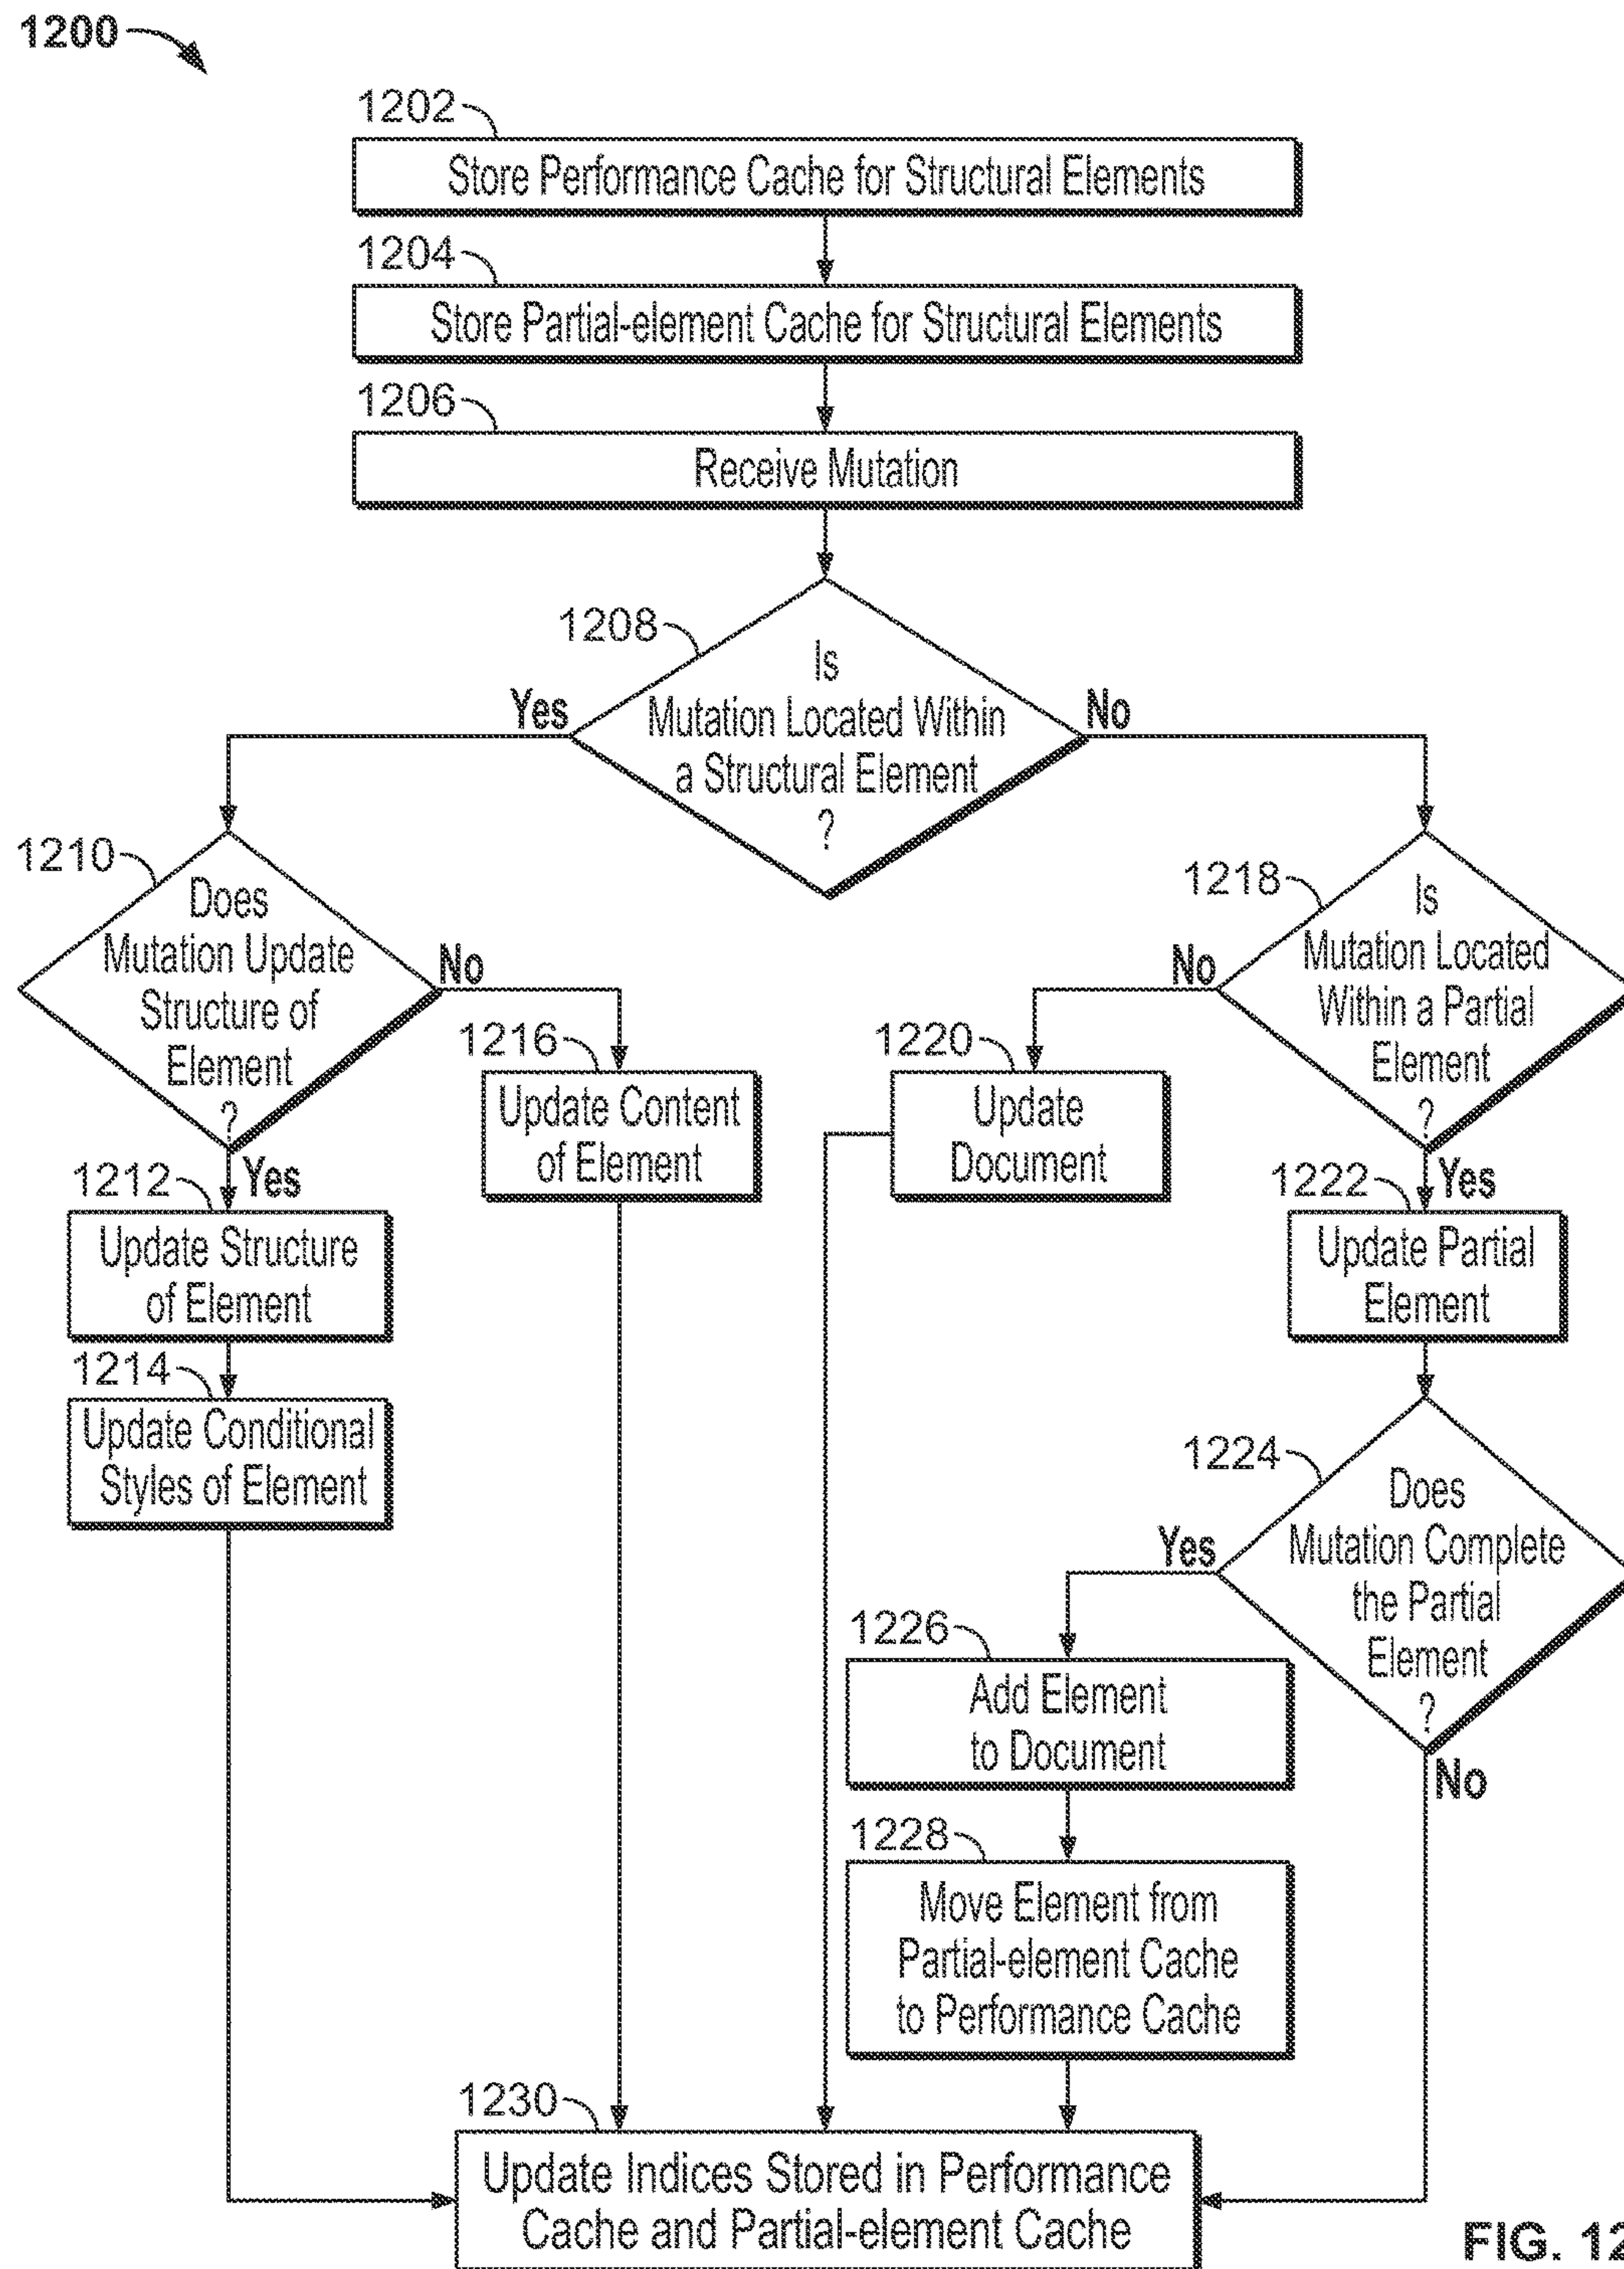 1200
1202
Store Performance Cache for Structural Elements
1204
Store Partial-element Cache for Structural Elements
1206
Receive Mutation
1208
Is
Mutation Located Within
a Structural Element
?
Yes
No
1210
Does
Mutation Update
Structure of
Element
?
No
Yes
1212
Update Structure
of Element
1214
Update Conditional
Styles of Element
1216
Update Content
of Element
1218
Is
Mutation Located
Within a Partial
Element
?
No
Yes
1220
Update
Document
1222
Update Partial
Element
1224
Does
Mutation Complete
the Partial
Element
?
Yes
No
1226
Add Element
to Document
1228
Move Element from
Partial-element Cache
to Performance Cache
1230
Update Indices Stored in Performance
Cache and Partial-element Cache
FIG. 12